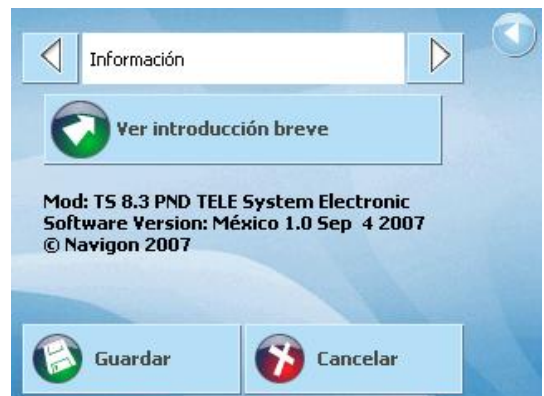 Información
Ver introducción breve
Mod: TS 8.3 PND TELE System Electronic
Software Version: México 1.0 Sep 4 2007
© Navigon 2007
Guardar
Cancelar